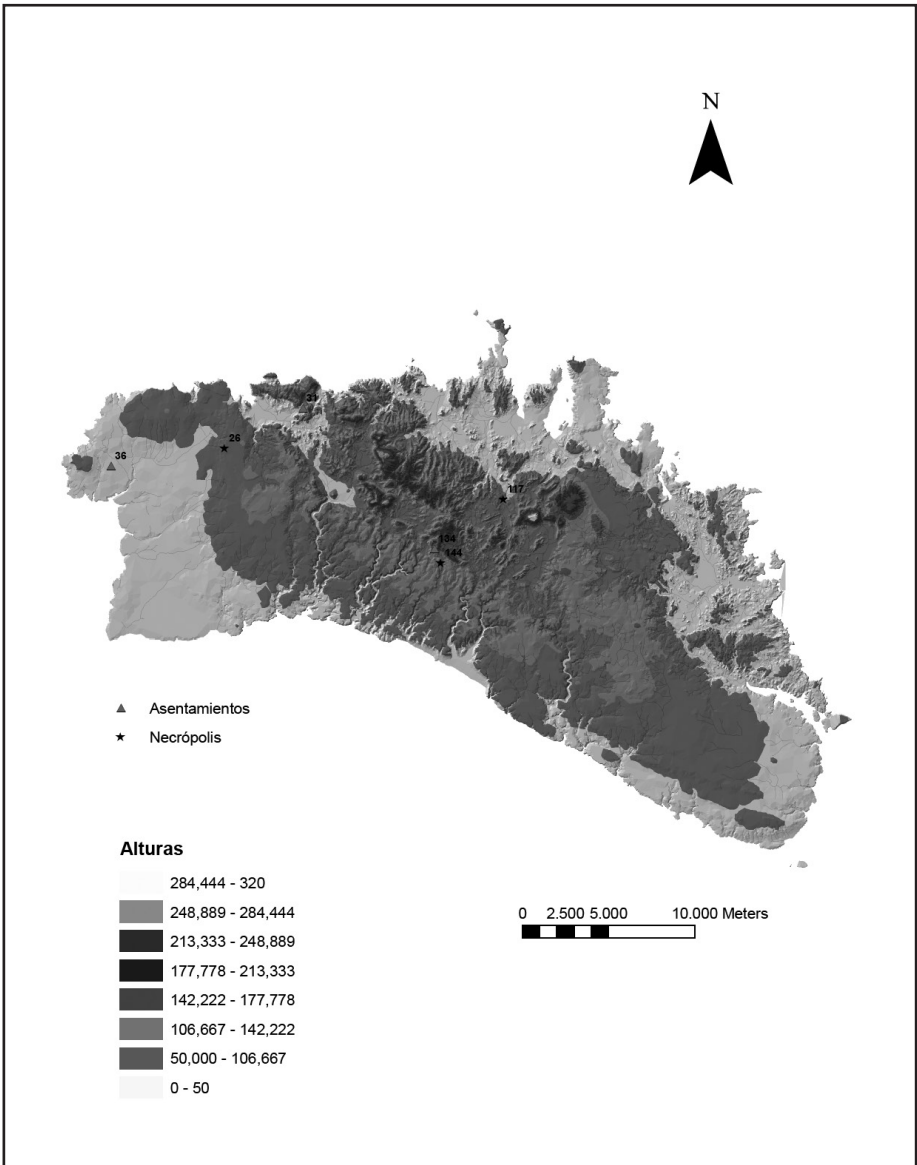 N
31
26
36
117
134
144
Asentamientos
Necrópolis
Alturas
284,444 - 320
248,889 - 284,444
213,333 - 248,889
177,778 - 213,333
142,222 - 177,778
106,667 - 142,222
50,000 - 106,667
0 - 50
0 2.500 5.000 10.000 Meters